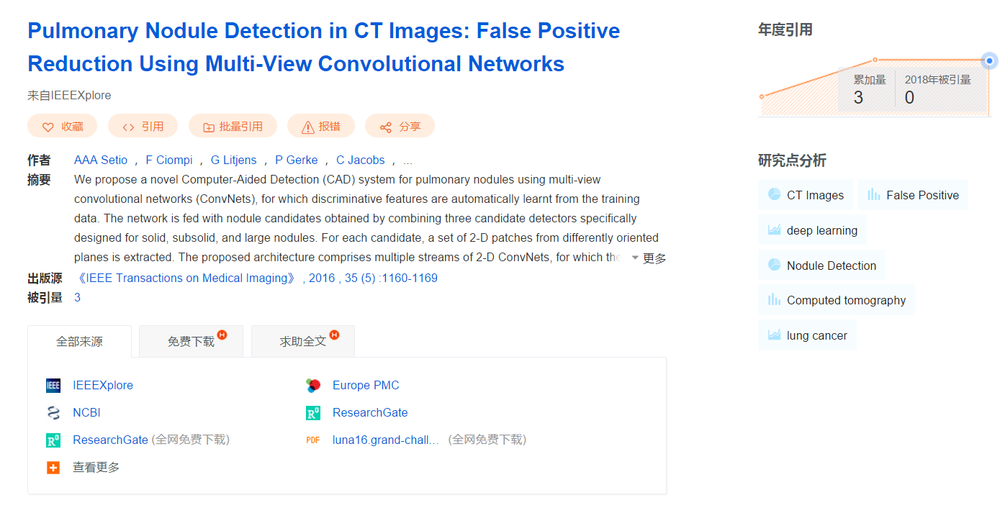 Pulmonary Nodule Detection in CT Images: False Positive
Reduction Using Multi-View Convolutional Networks
来自IEEEXplore
收藏
引用
批量引用
报错
分享
作者 AAA Setio , F Ciompi , G Litjens , P Gerke , C Jacobs , ...
摘要 We propose a novel Computer-Aided Detection (CAD) system for pulmonary nodules using multi-view
convolutional networks (ConvNets), for which discriminative features are automatically learnt from the training
data. The network is fed with nodule candidates obtained by combining three candidate detectors specifically
designed for solid, subsolid, and large nodules. For each candidate, a set of 2-D patches from differently oriented
planes is extracted. The proposed architecture comprises multiple streams of 2-D ConvNets, for which the 更多
出版源 《IEEE Transactions on Medical Imaging》 , 2016 , 35 (5) :1160-1169
被引量 3
全部来源
免费下载 H
求助全文 H
IEEE IEEEXplore
Europe PMC
NCBI
RG ResearchGate
RG ResearchGate (全网免费下载)
PDF luna16.grand-chall... (全网免费下载)
查看更多
年度引用
累加量 2018年被引量
3 0
研究点分析
CT Images
False Positive
deep learning
Nodule Detection
Computed tomography
lung cancer